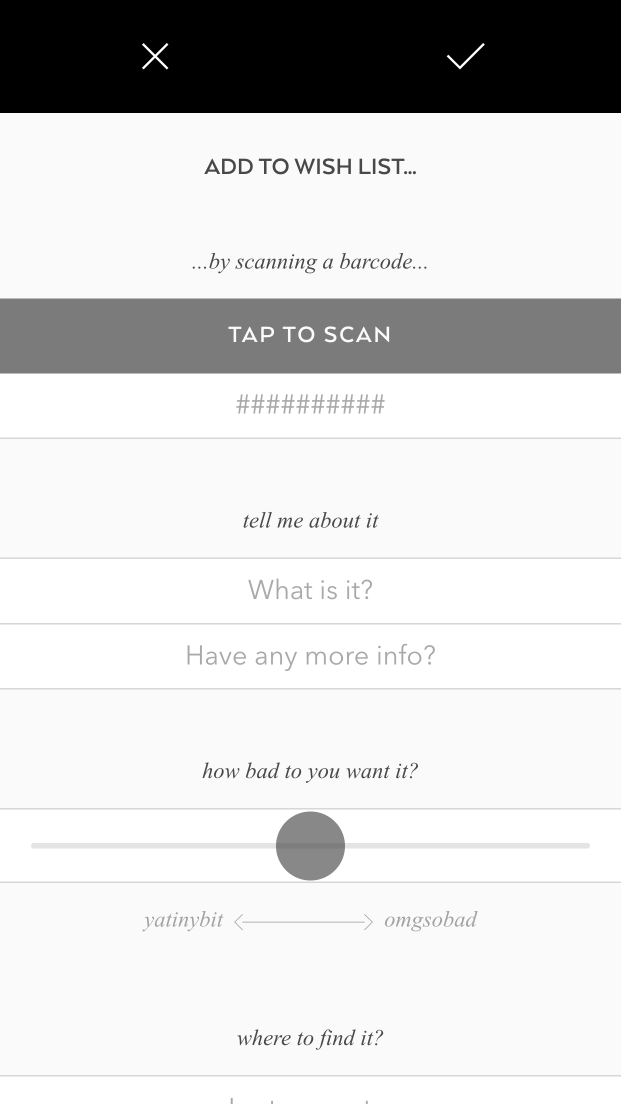 ADD TO WISH LIST...
...by scanning a barcode...
TAP TO SCAN
##########
tell me about it
What is it?
Have any more info?
how bad to you want it?
yatinybit omgsobad
where to find it?